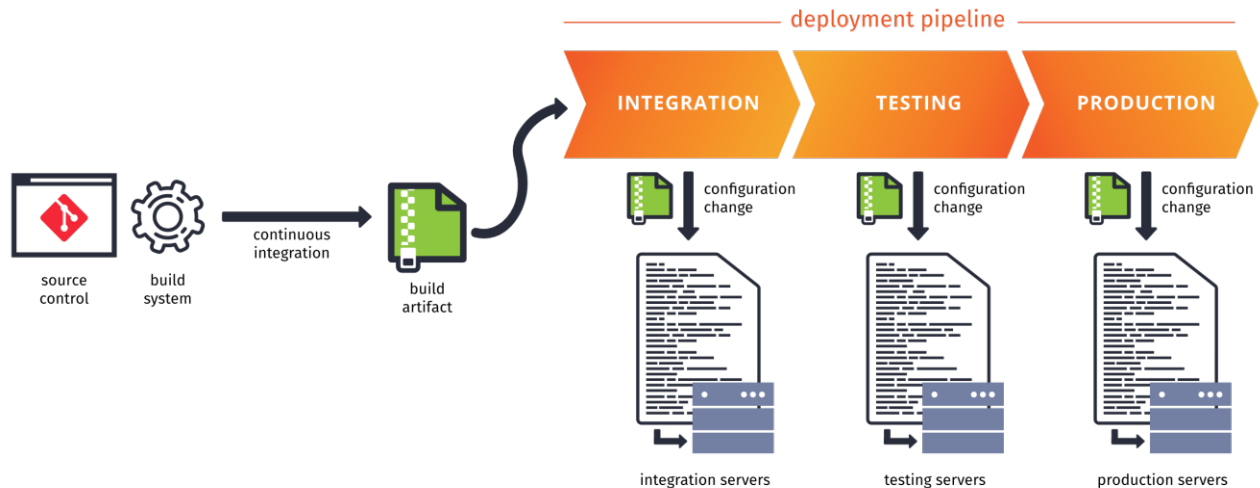 deployment pipeline
INTEGRATION
TESTING
PRODUCTION
source
control
build
system
continuous
integration
build
artifact
configuration
change
configuration
change
configuration
change
integration servers
testing servers
production servers